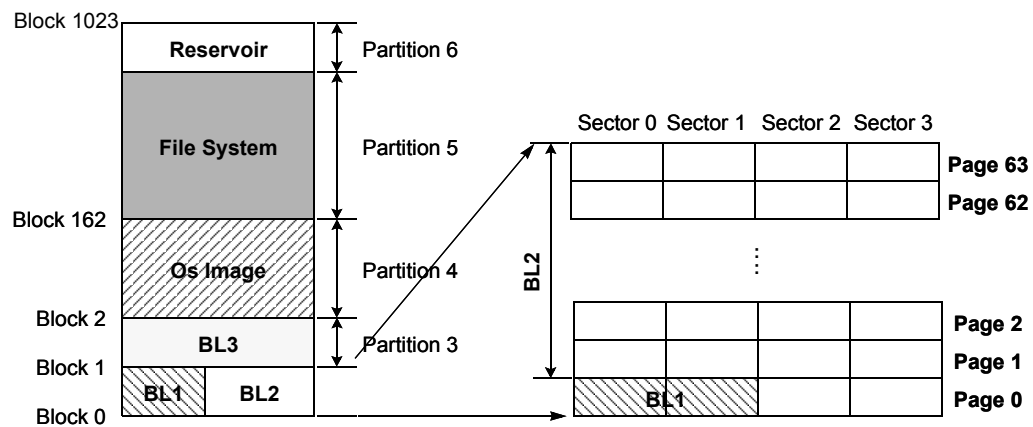 Block 1023
Reservoir
Partition 6
File System
Partition 5
Block 162
Os Image
Partition 4
Block 2
BL3
Partition 3
Block 1
BL1
BL2
Block 0
Sector 0 Sector 1 Sector 2 Sector 3
Page 63
Page 62
BL2
Page 2
Page 1
BL1
Page 0